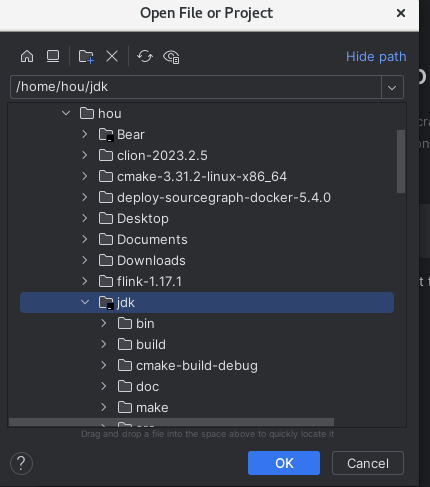 Open File or Project
Hide path
/home/hou/jdk
hou
Bear
clion-2023.2.5
cmake-3.31.2-linux-x86_64
deploy-sourcegraph-docker-5.4.0
Desktop
Documents
Downloads
flink-1.17.1
jdk
bin
build
cmake-build-debug
doc
make
Drag and drop a file into the space above to quickly locate it
?
OK
Cancel